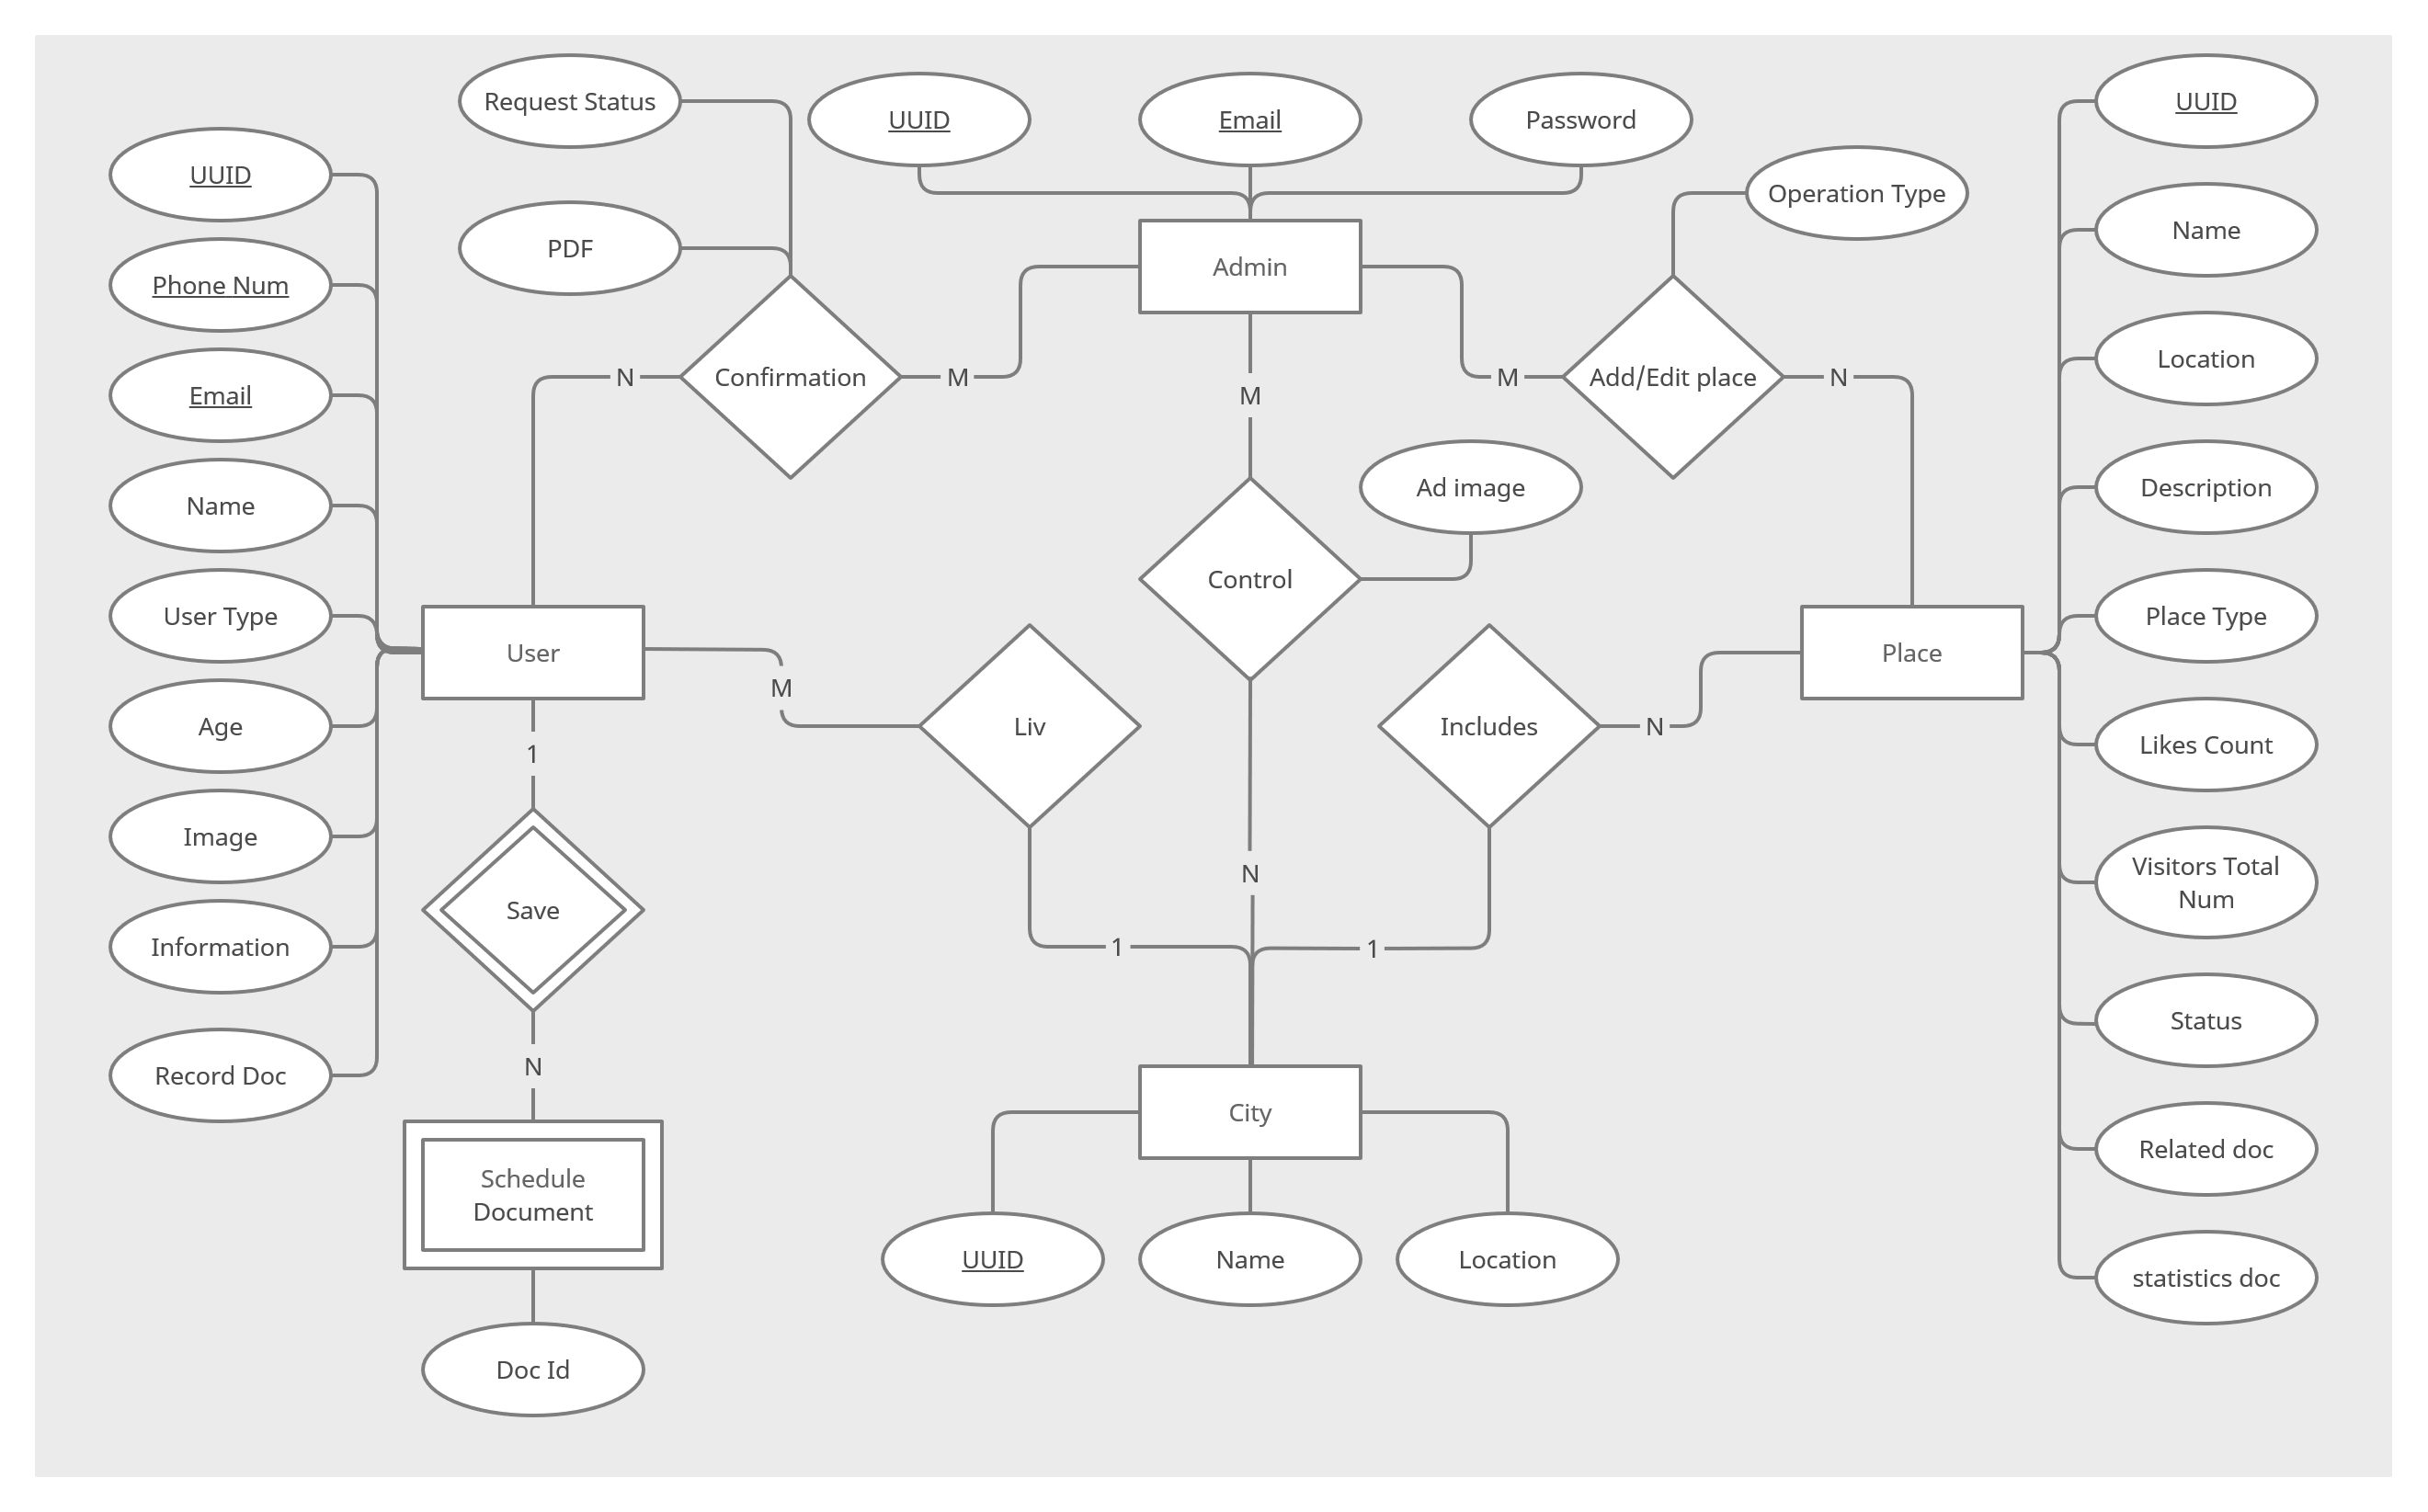 Request Status
UUID
Email
Password
UUID
Operation Type
UUID
PDF
Name
Phone Num
Admin
Location
Email
N
Confirmation
M
M
M
Add/Edit place
N
Description
Name
Ad image
Control
User Type
User
Place
Place Type
M
Age
1
Liv
Includes
N
Likes Count
Image
Save
N
Visitors Total
Num
Information
1
1
Status
Record Doc
N
City
Related doc
Schedule
Document
UUID
Name
Location
statistics doc
Doc Id